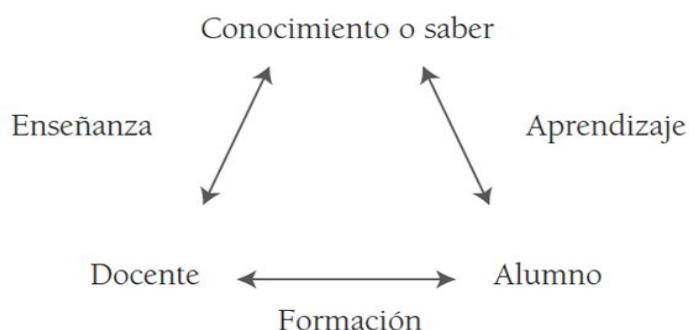 Conocimiento o saber
Enseñanza
Aprendizaje
Docente
Alumno
Formación